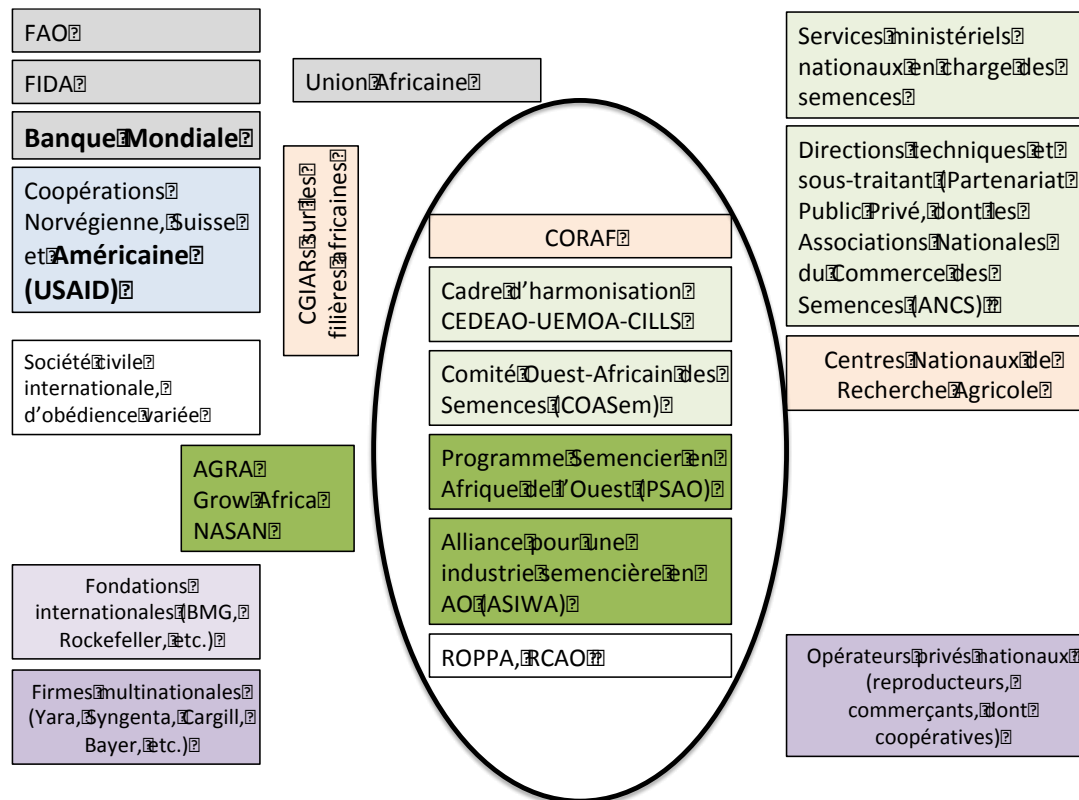 FAO
FIDA
Banque Mondiale
Coopérations
Norvégienne, Suisse
et Américaine
(USAID)
Société civile
internationale,
d'obédience variée
AGRA
Grow Africa
NASAN
Fondations
internationales (BMG,
Rockefeller, etc.)
Firmes multinationales
(Yara, Syngenta, Cargill,
Bayer, etc.)
Union Africaine
CGIARs sur les
filières africaines
CORAF
Cadre d'harmonisation
CEDEAO-UEMOA-CILLS
Comité Ouest-Africain des
Semences (COASem)
Programme Semencier en
Afrique de l'Ouest (PSAO)
Alliance pour une
industrie semencière en
AO (ASIWA)
ROPPA, RCAO
Services ministériels
nationaux en charge des
semences
Directions techniques et
sous-traitant (Partenariat
Public Privé, dont les
Associations Nationales
du Commerce des
Semences (ANCS)
Centres Nationaux de
Recherche Agricole
Opérateurs privés nationaux
(reproducteurs,
commerçants, dont
coopératives)